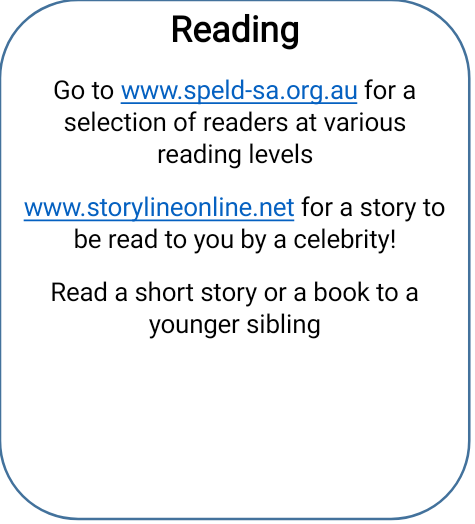 Reading
Go to www.speld-sa.org.au for a
selection of readers at various
reading levels
www.storylineonline.net for a story to
be read to you by a celebrity!
Read a short story or a book to a
younger sibling